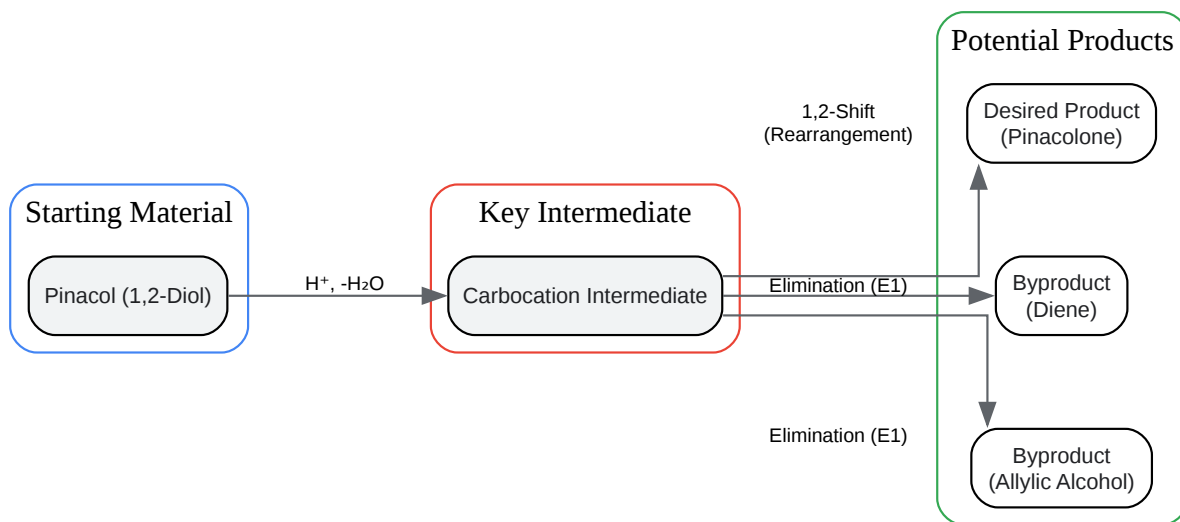 Potential Products
1,2-Shift
(Rearrangement)
Desired Product
(Pinacolone)
Starting Material
Key Intermediate
Pinacol (1,2-Diol)
H⁺, -H₂O
Carbocation Intermediate
Elimination (E1)
Byproduct
(Diene)
Elimination (E1)
Byproduct
(Allylic Alcohol)